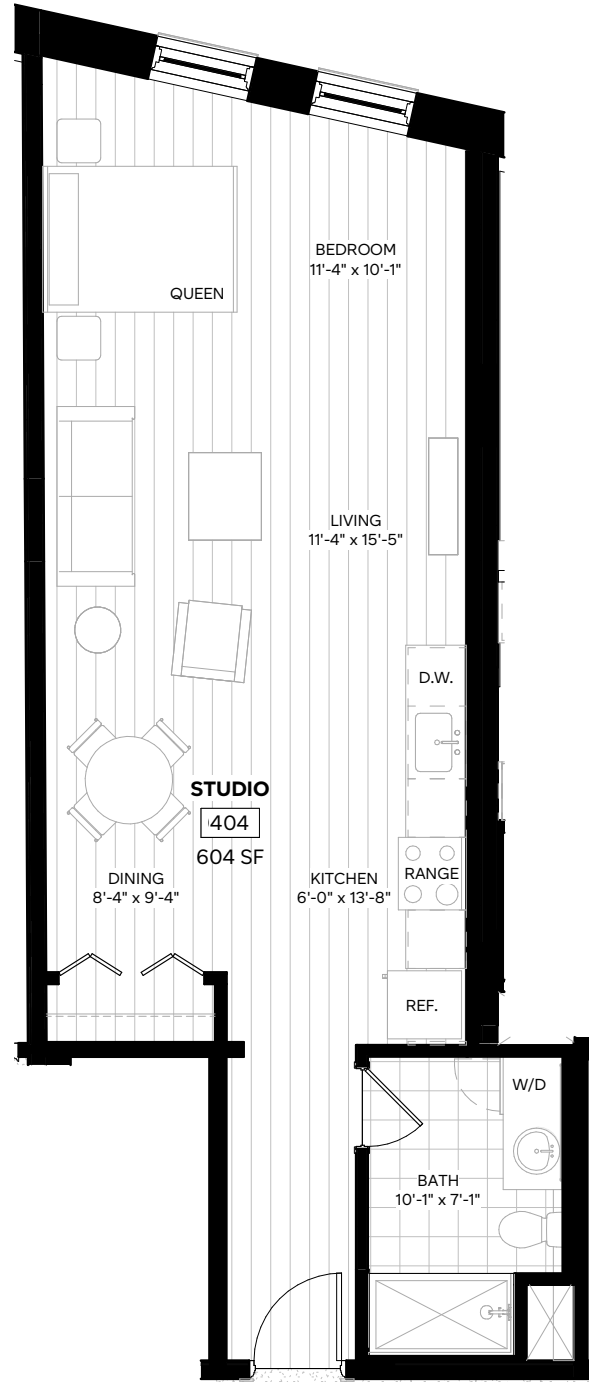 BEDROOM
11'-4" x 10'-1"
QUEEN
LIVING
11'-4" x 15'-5"
D.W.
STUDIO
404
604 SF
DINING
8'-4" x 9'-4"
KITCHEN
6'-0" x 13'-8"
RANGE
REF.
W/D
BATH
10'-1" x 7'-1"